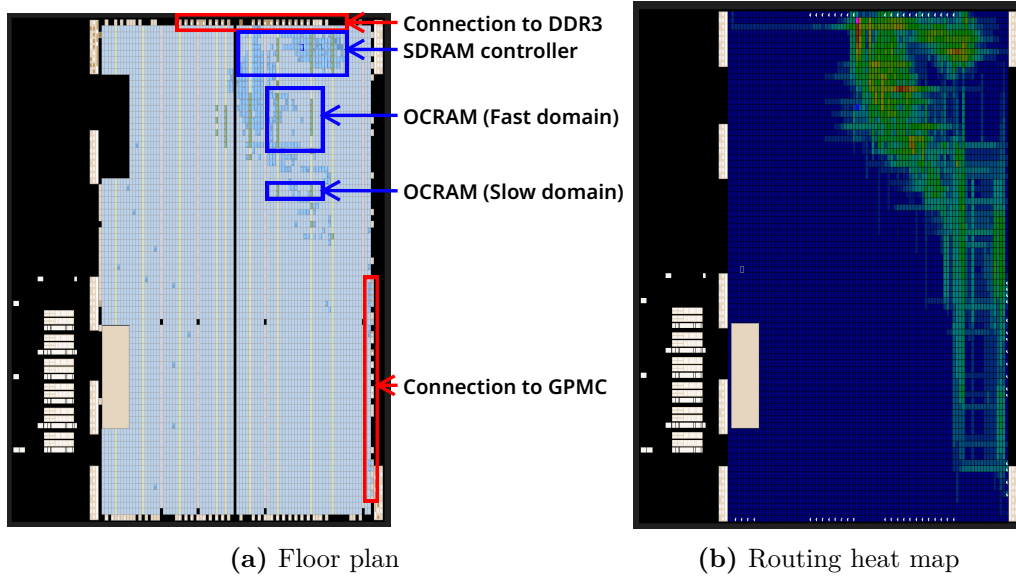 Connection to DDR3
SDRAM controller
OCRAM (Fast domain)
OCRAM (Slow domain)
Connection to GPMC
(a) Floor plan
(b) Routing heat map